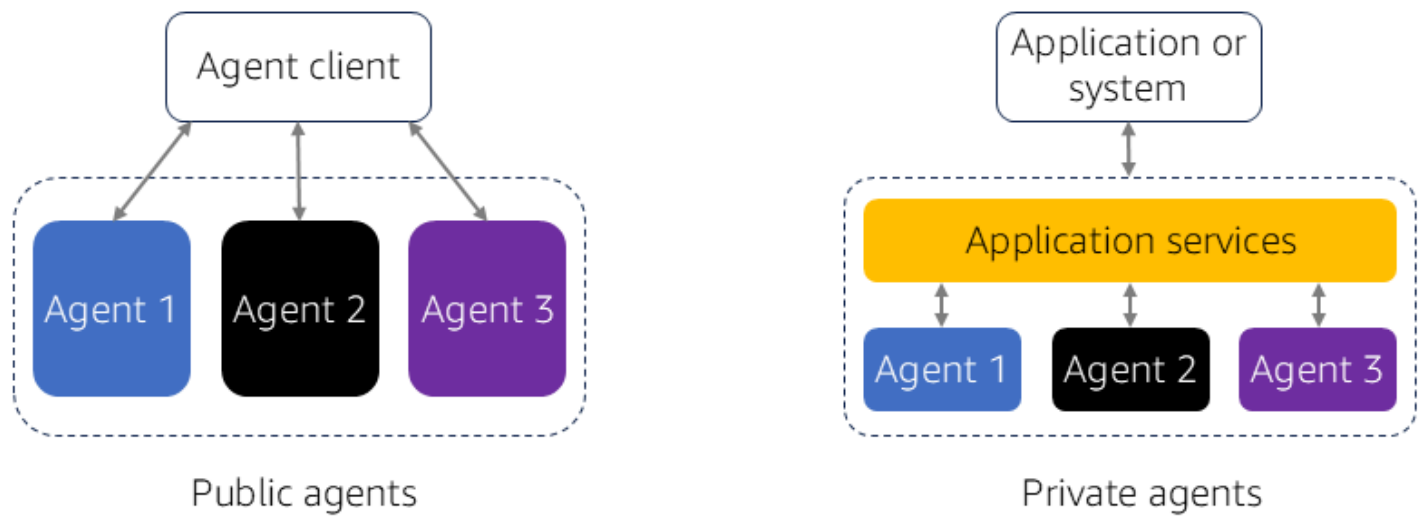 Agent client
Agent 1
Agent 2
Agent 3
Public agents
Application or
system
Application services
Agent 1
Agent 2
Agent 3
Private agents